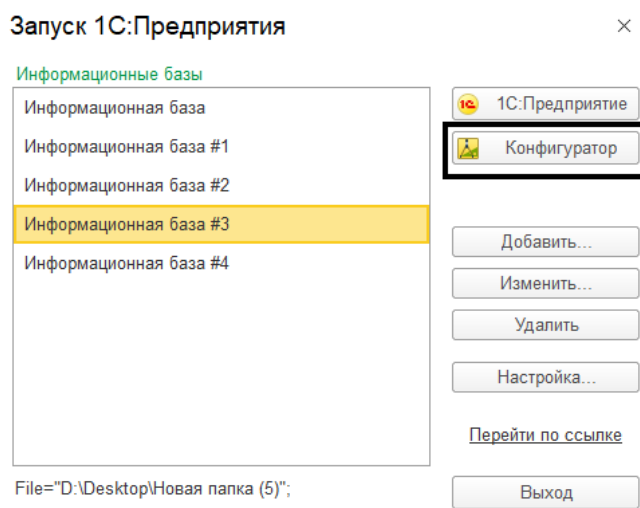 Запуск 1С:Предприятия
Информационные базы
Информационная база
Информационная база #1
Информационная база #2
Информационная база #3
Информационная база #4
1С:Предприятие
Конфигуратор
Добавить...
Изменить...
Удалить
Настройка...
Перейти по ссылке
File="D:\Desktop\Новая папка (5)";
Выход